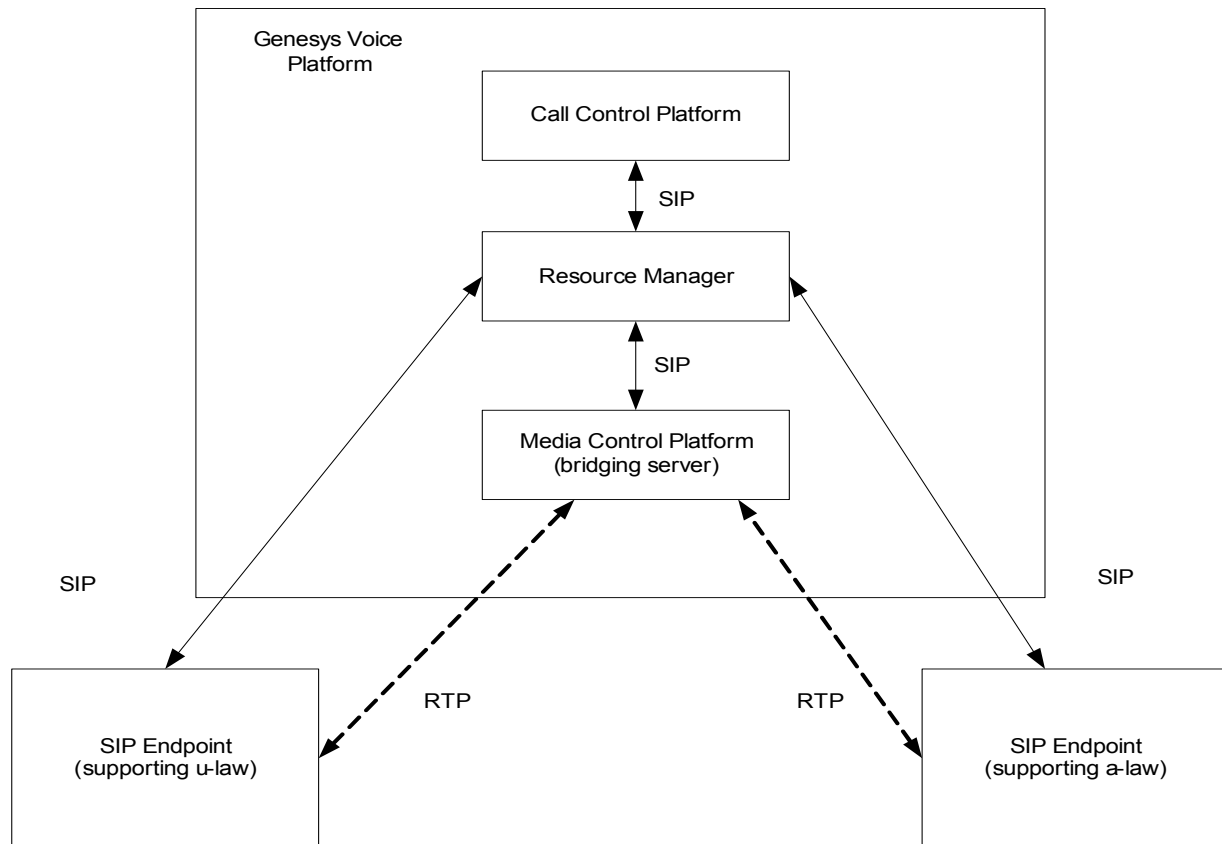 Genesys Voice
Platform
Call Control Platform
SIP
Resource Manager
SIP
Media Control Platform
(bridging server)
SIP
SIP
RTP
RTP
SIP Endpoint
(supporting u-law)
SIP Endpoint
(supporting a-law)